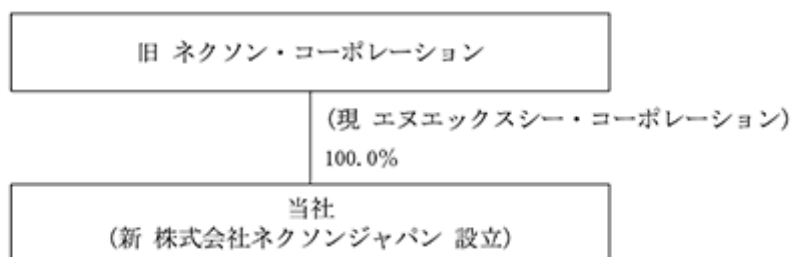 旧 ネクソン・コーポレーション
(現 エヌエックスシー・コーポレーション)
100.0%
当社
(新 株式会社ネクソンジャパン 設立)